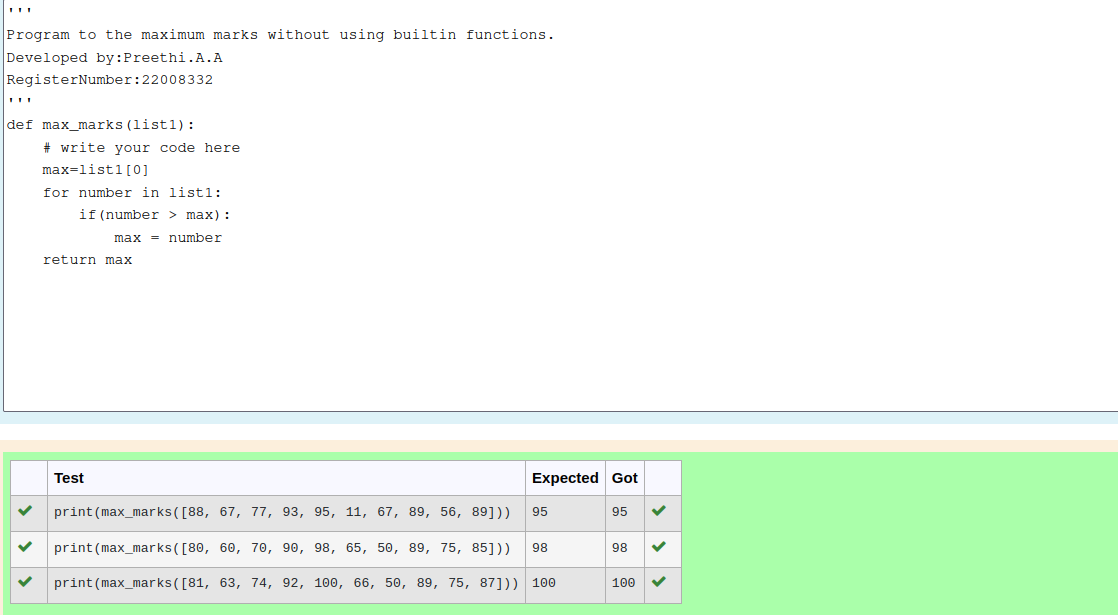 '''
Program to the maximum marks without using builtin functions.
Developed by:Preethi.A.A
RegisterNumber:22008332
'''
def max_marks(list1):
    # write your code here
    max=list1[0]
    for number in list1:
        if(number > max):
            max = number
    return max
Test Expected Got
print(max_marks([88, 67, 77, 93, 95, 11, 67, 89, 56, 89])) 95 95
print(max_marks([80, 60, 70, 90, 98, 65, 50, 89, 75, 85])) 98 98
print(max_marks([81, 63, 74, 92, 100, 66, 50, 89, 75, 87])) 100 100